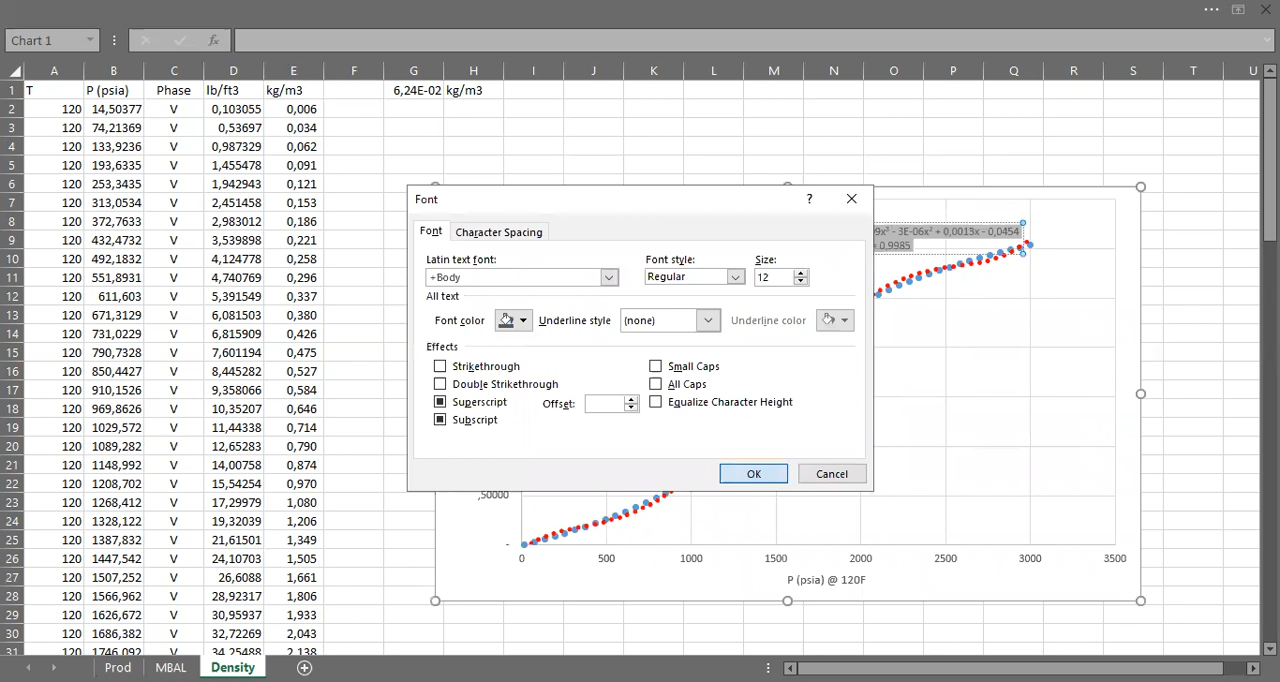 Chart 1
fx
A B C D E F G H I J K L M N O P Q R S T U
1 T P (psia) Phase lb/ft3 kg/m3 6,24E-02 kg/m3
2 120 14,50377 V 0,103055 0,006
3 120 74,21369 V 0,53697 0,034
4 120 133,9236 V 0,987329 0,062
5 120 193,6335 V 1,455478 0,091
6 120 253,3435 V 1,942943 0,121
7 120 313,0534 V 2,451458 0,153
8 120 372,7633 V 2,983012 0,186
9 120 432,4732 V 3,539898 0,221
10 120 492,1832 V 4,124778 0,258
11 120 551,8931 V 4,740769 0,296
12 120 611,603 V 5,391549 0,337
13 120 671,3129 V 6,081503 0,380
14 120 731,0229 V 6,815909 0,426
15 120 790,7328 V 7,601194 0,475
16 120 850,4427 V 8,445282 0,527
17 120 910,1526 V 9,358066 0,584
18 120 969,8626 V 10,35207 0,646
19 120 1029,572 V 11,44338 0,714
20 120 1089,282 V 12,65283 0,790
21 120 1148,992 V 14,00758 0,874
22 120 1208,702 V 15,54254 0,970
23 120 1268,412 V 17,29979 1,080
24 120 1328,122 V 19,32039 1,206
25 120 1387,832 V 21,61501 1,349
26 120 1447,542 V 24,10703 1,505
27 120 1507,252 V 26,6088 1,661
28 120 1566,962 V 28,92317 1,806
29 120 1626,672 V 30,95937 1,933
30 120 1686,382 V 32,72269 2,043
31 120 1746,092 V 34,25488 2,138
Font ?
Font Character Spacing
Latin text font: Font style: Size:
+Body Regular 12
All text
Font color Underline style (none) Underline color
Effects
Strikethrough Small Caps
Double Strikethrough All Caps
Superscript Offset: Equalize Character Height
Subscript
OK Cancel
9x³ - 3E-06x² + 0,0013x - 0,0454
0,9985
,50000
-
0 500 1000 1500 2000 2500 3000 3500
P (psia) @ 120F
Prod MBAL Density